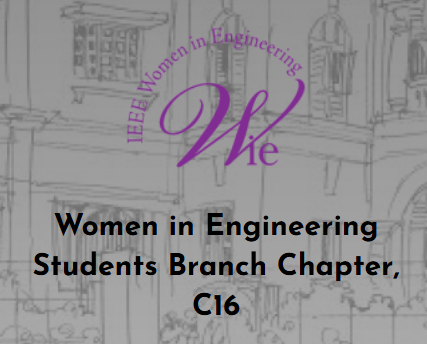 IEEE Women in Engineering
Wie
Women in Engineering
Students Branch Chapter,
C16